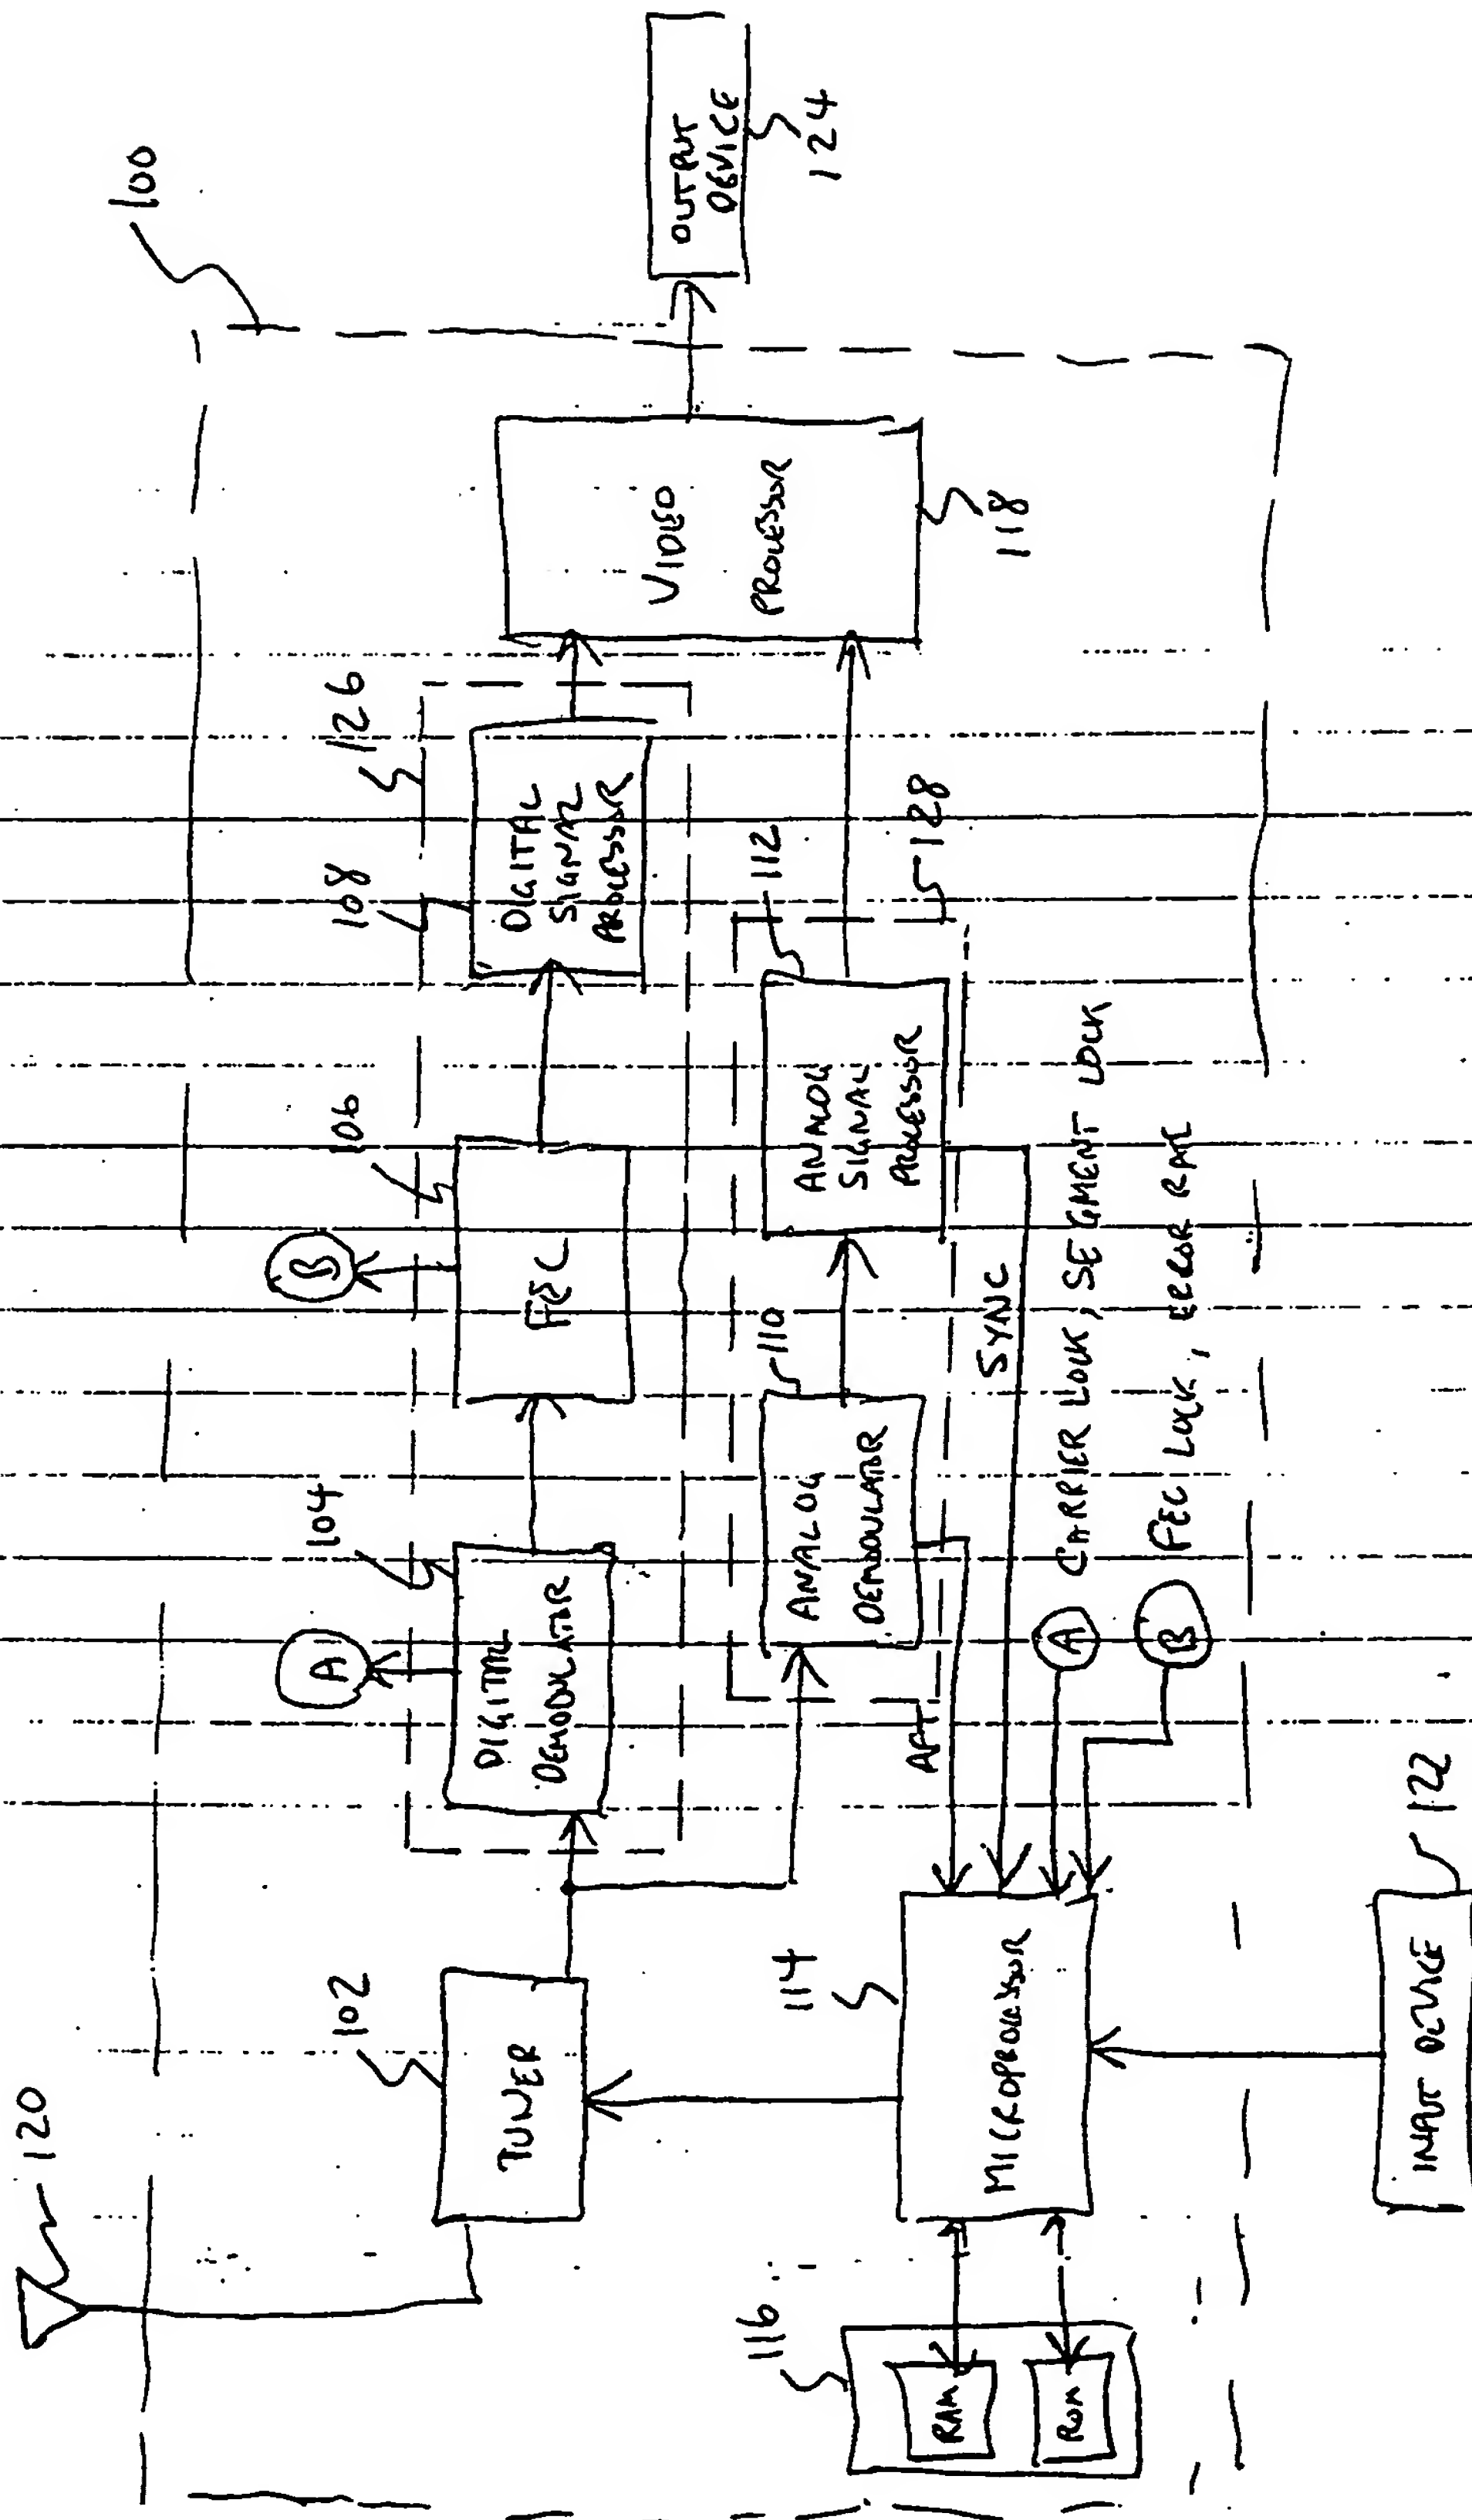 120
100
102
TUNER
A
104
DIGITAL
DEMODULATOR
B
106
FEC
108
126
DIGITAL
SIGNAL
PROCESSOR
VIDEO
PROCESSOR
118
OUTPUT
DEVICE
124
110
ANALOG
DEMODULATOR
112
ANALOG
SIGNAL
PROCESSOR
128
AFT
SYNC
A CARRIER LOCK, SEGMENT LOCK
B FEC LOCK, ERROR RATE
114
MICROPROCESSOR
116
RAM
ROM
INPUT DEVICE
122